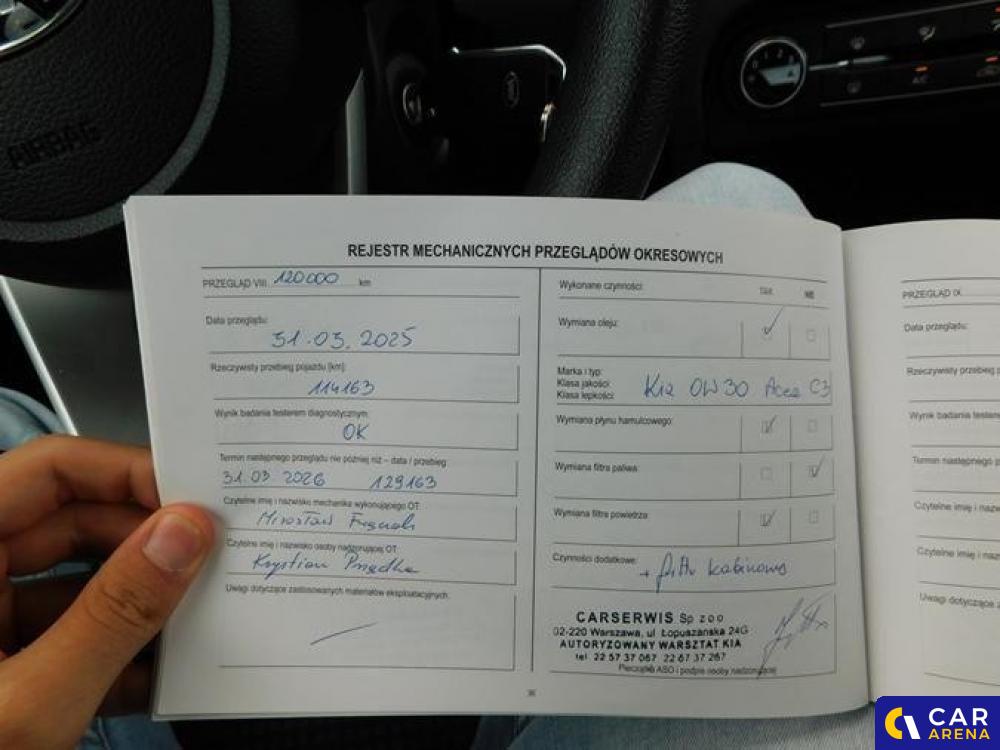 AIRBAG
A/C
REJESTR MECHANICZNYCH PRZEGLĄDÓW OKRESOWYCH
PRZEGLĄD VIII 120000 km
Data przeglądu:
31.03.2025
Rzeczywisty przebieg pojazdu [km]:
114163
Wynik badania testerem diagnostycznym:
OK
Termin następnego przeglądu nie później niż – data / przebieg
31.03 2026 129163
Czytelne imię i nazwisko mechanika wykonującego OT
Mirosław
Czytelne imię i nazwisko osoby nadzorującej OT:
Krystian
Uwagi dotyczące zastosowanych materiałów eksploatacyjnych:
Wykonane czynności: TAK NIE
Wymiana oleju:
Marka i typ:
Klasa jakości:
Klasa lepkości:
Kia 0W30 Acea C3
Wymiana płynu hamulcowego:
Wymiana filtra paliwa:
Wymiana filtra powietrza:
Czynności dodatkowe:
+ filtr kabinowy
CARSERWIS Sp z o o
02-220 Warszawa, ul Łopuszańska 24G
AUTORYZOWANY WARSZTAT KIA
tel 22 57 37 067 22 67 37 267
Pieczątka ASO i podpis osoby nadzorującej
36
PRZEGLĄD IX
Data przeglądu:
Rzeczywisty przebieg
Wynik badania
Termin następnego
Czytelne imię i
Czytelne imię i
Uwagi dotyczące
CAR
ARENA